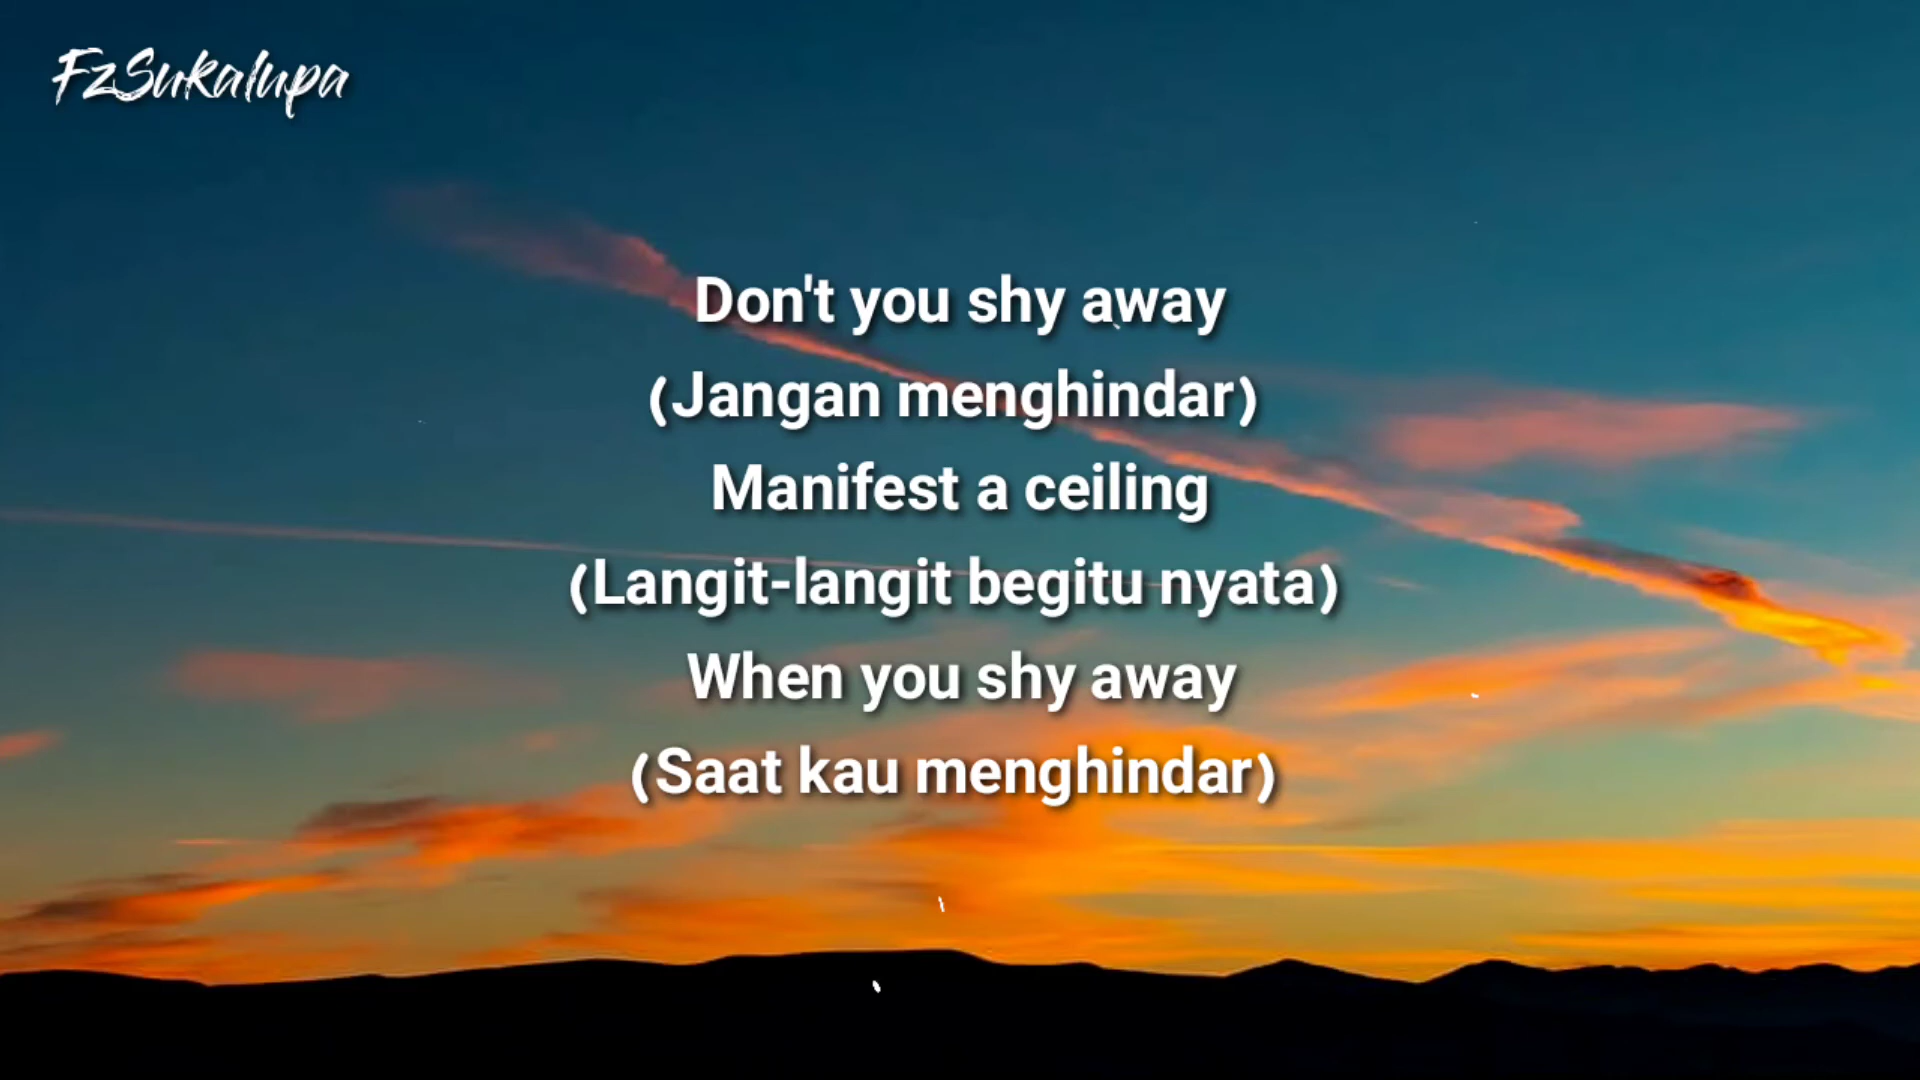 FzSukalupa
Don't you shy away
(Jangan menghindar)
Manifest a ceiling
(Langit-langit begitu nyata)
When you shy away
(Saat kau menghindar)